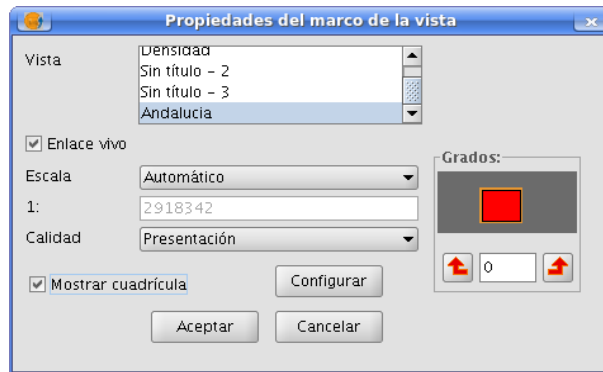 Propiedades del marco de la vista
Vista
Densidad
Sin título - 2
Sin título - 3
Andalucia
Enlace vivo
Grados:
Escala
Automático
1:
2918342
Calidad
Presentación
0
Mostrar cuadrícula
Configurar
Aceptar
Cancelar